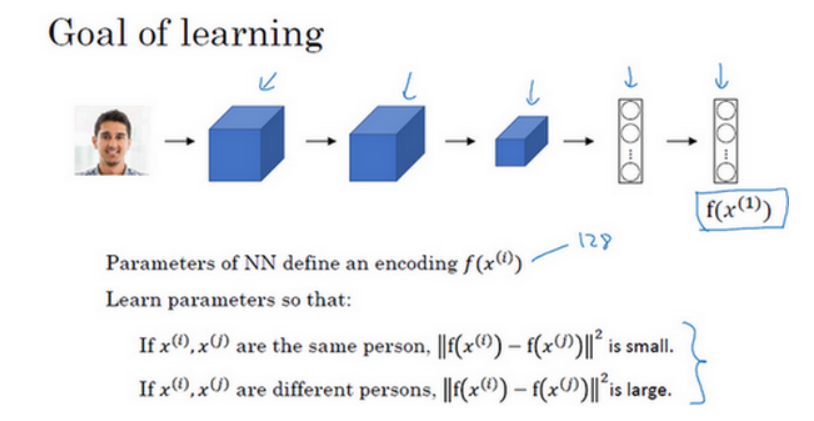 Goal of learning
f(x⁽¹⁾)
128
Parameters of NN define an encoding f(x⁽ⁱ⁾)
Learn parameters so that:
If x⁽ⁱ⁾, x⁽ʲ⁾ are the same person, ‖f(x⁽ⁱ⁾) – f(x⁽ʲ⁾)‖² is small.
If x⁽ⁱ⁾, x⁽ʲ⁾ are different persons, ‖f(x⁽ⁱ⁾) – f(x⁽ʲ⁾)‖² is large.